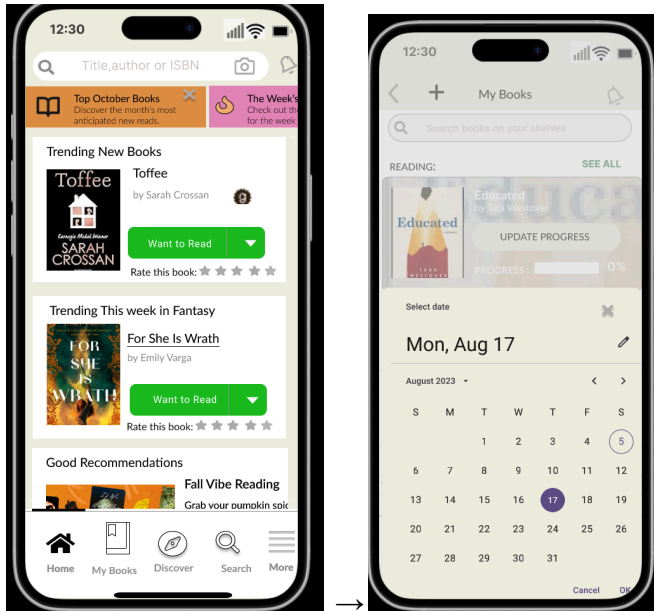 12:30
Title,author or ISBN
Top October Books
Discover the month's most
anticipated new reads.
The Week's
Check out th
for the week
Trending New Books
Toffee
Toffee
by Sarah Crossan
Carnegie Medal Winner
SARAH
CROSSAN
g
Want to Read
Rate this book:
Trending This week in Fantasy
FOR
SHE
IS
WRATH
For She Is Wrath
by Emily Varga
Want to Read
Rate this book:
Good Recommendations
Fall Vibe Reading
Grab your pumpkin spic
Home
My Books
Discover
Search
More
→
12:30
My Books
Search books on your shelves
READING:
SEE ALL
Educated
TARA
WESTOVER
Educated
by Tara Westover
UPDATE PROGRESS
PROGRESS :
0%
Select date
Mon, Aug 17
August 2023
S M T W T F S
1 2 3 4 5
6 7 8 9 10 11 12
13 14 15 16 17 18 19
20 21 22 23 24 25 26
27 28 29 30 31
Cancel OK